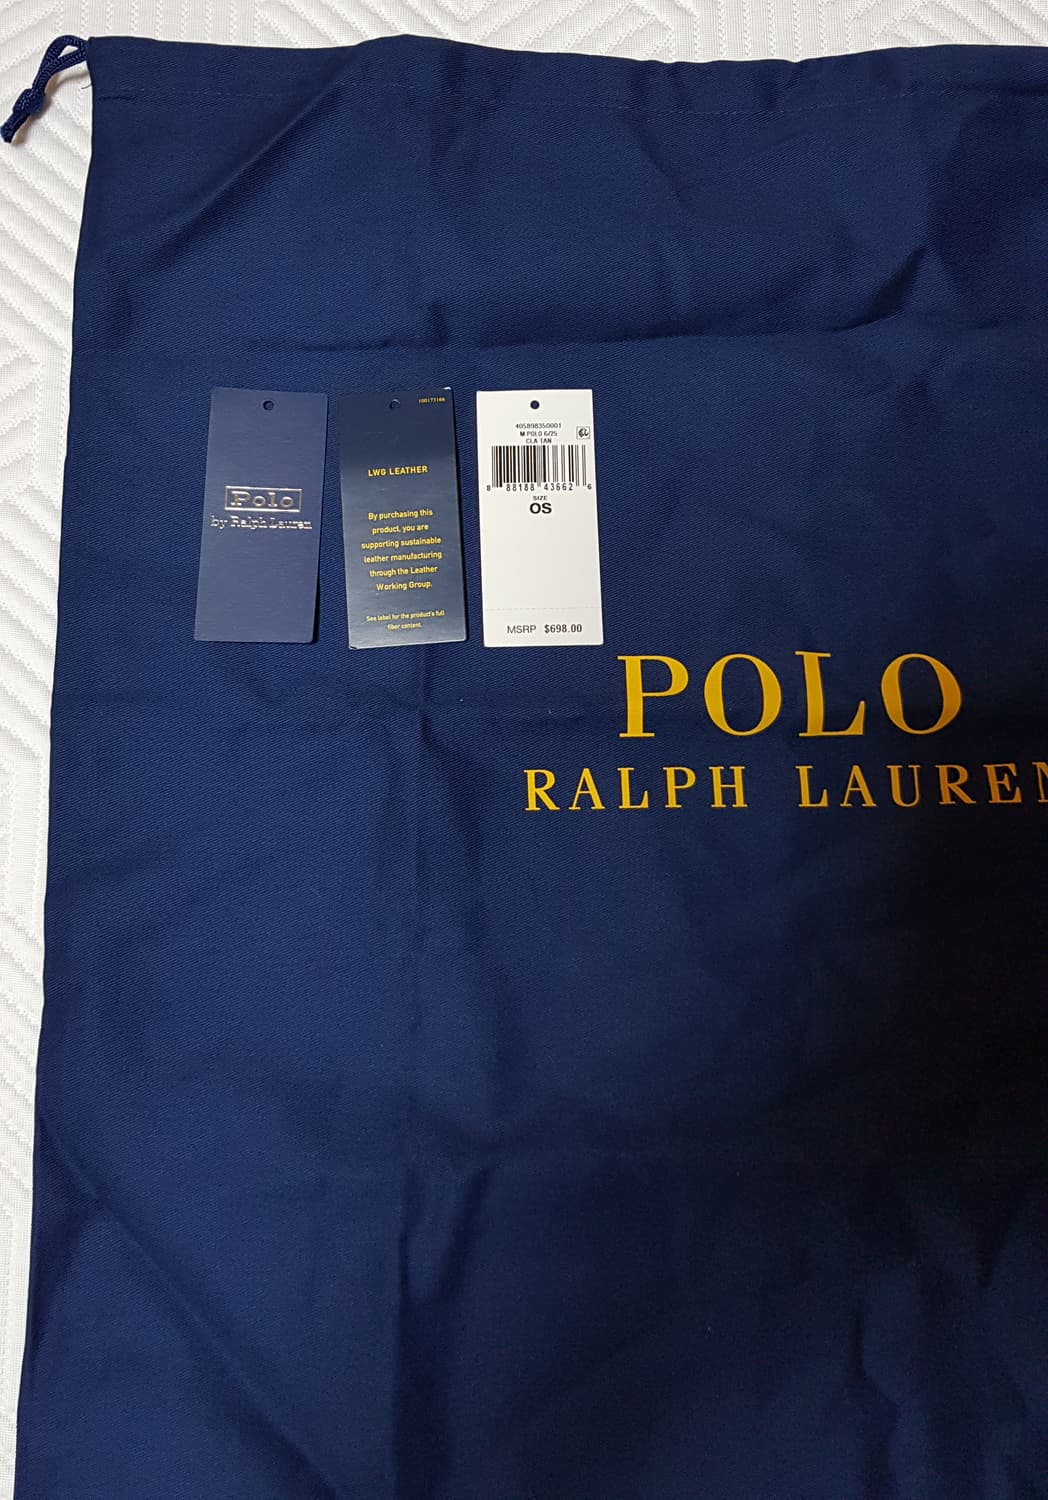 Polo
by Ralph Lauren
100171166
LWG LEATHER
By purchasing this
product, you are
supporting sustainable
leather manufacturing
through the Leather
Working Group.
See label for the product's full
fiber content.
405898350001
M POLO 6/25
CLA TAN
8 88188 43662 6
SIZE
OS
MSRP $698.00
POLO
RALPH LAUREN